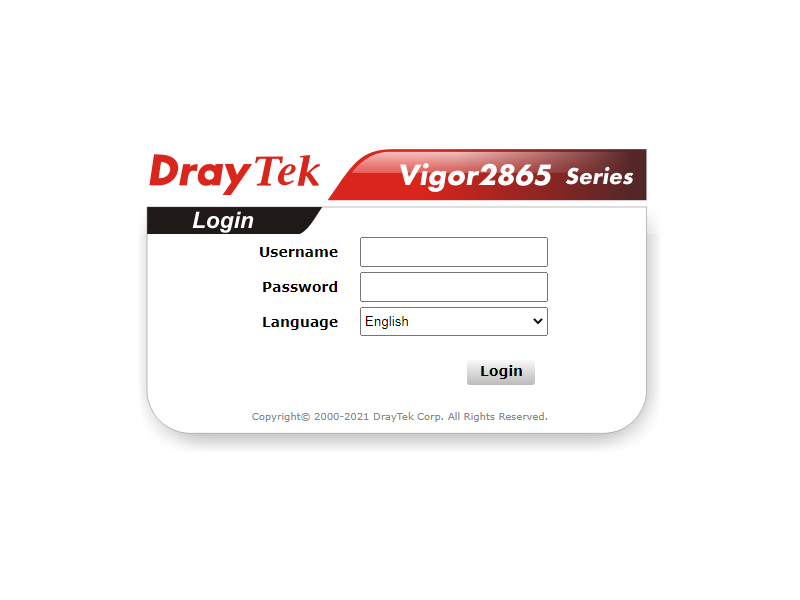 DrayTek
Vigor2865 Series
Login
Username
Password
Language English
Login
Copyright© 2000-2021 DrayTek Corp. All Rights Reserved.